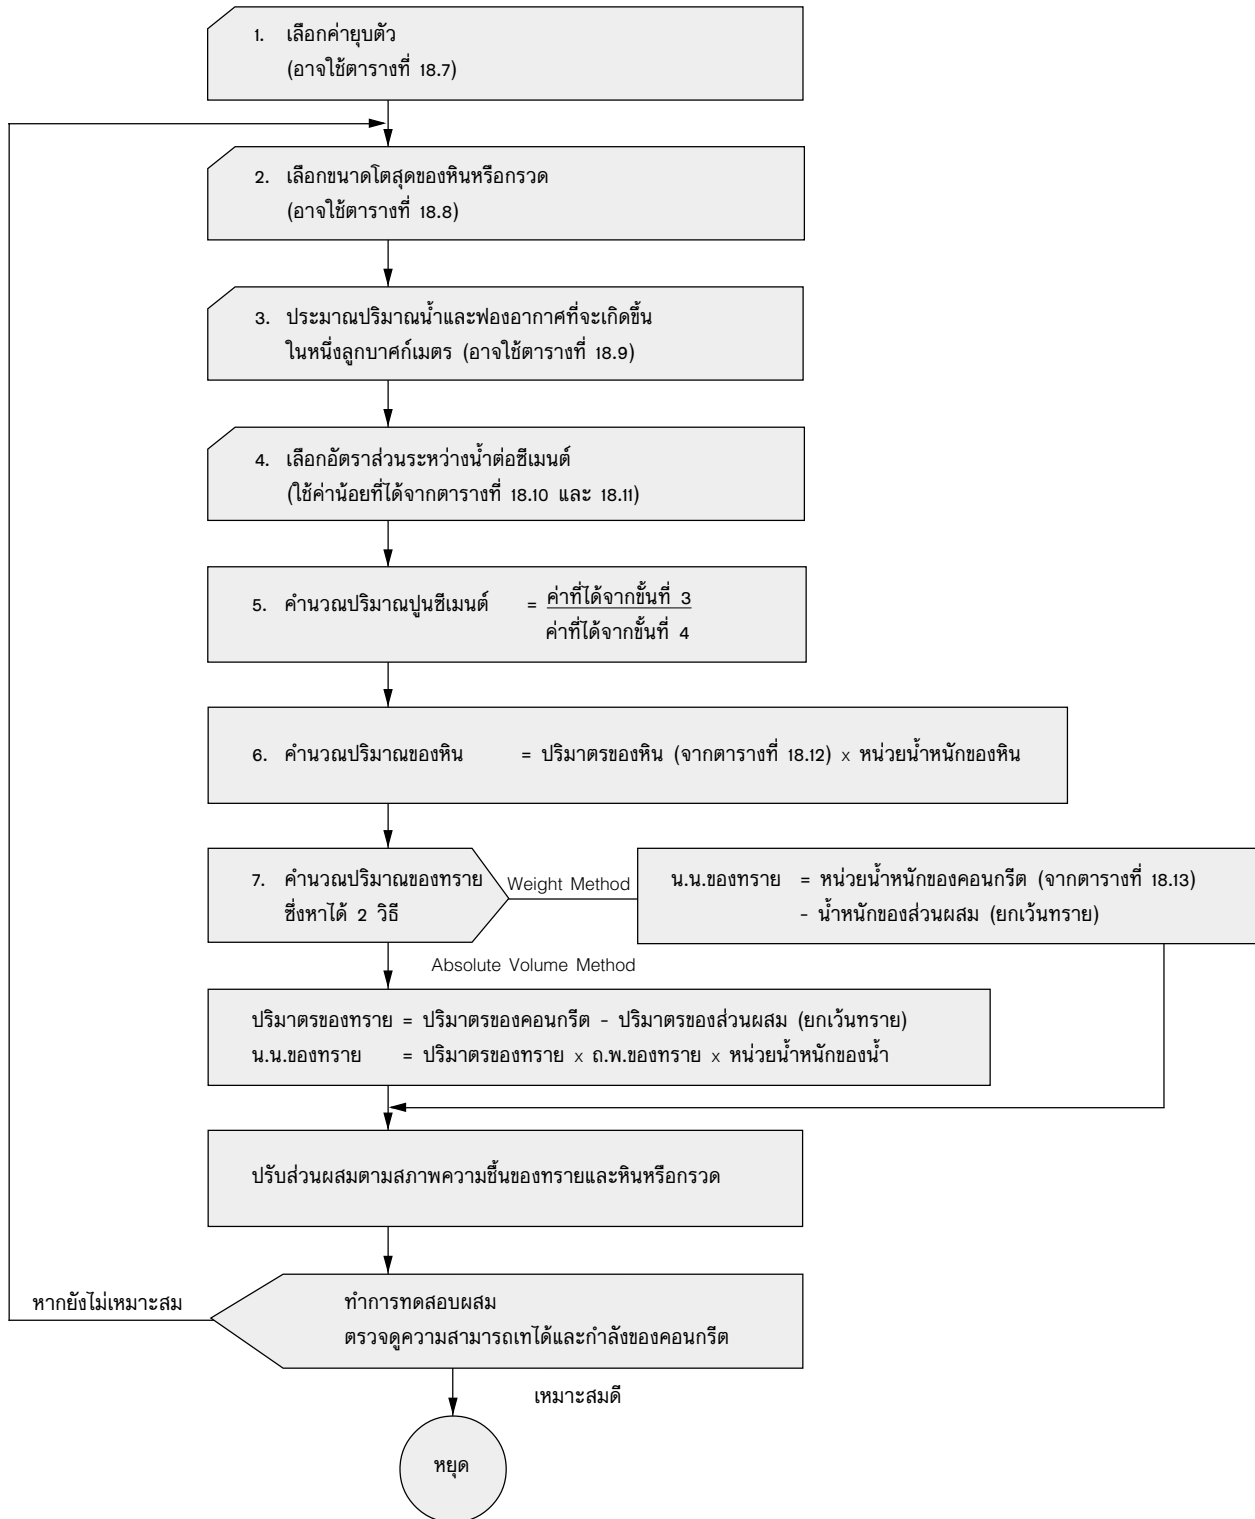 1. เลือกค่ายุบตัว
(อาจใช้ตารางที่ 18.7)
2. เลือกขนาดโตสุดของหินหรือกรวด
(อาจใช้ตารางที่ 18.8)
3. ประมาณปริมาณน้ำและฟองอากาศที่จะเกิดขึ้น
ในหนึ่งลูกบาศก์เมตร (อาจใช้ตารางที่ 18.9)
4. เลือกอัตราส่วนระหว่างน้ำต่อซีเมนต์
(ใช้ค่าน้อยที่ได้จากตารางที่ 18.10 และ 18.11)
5. คำนวณปริมาณปูนซีเมนต์ = ค่าที่ได้จากขั้นที่ 3
ค่าที่ได้จากขั้นที่ 4
6. คำนวณปริมาณของหิน = ปริมาตรของหิน (จากตารางที่ 18.12) x หน่วยน้ำหนักของหิน
7. คำนวณปริมาณของทราย
ซึ่งหาได้ 2 วิธี
Weight Method
น.น.ของทราย = หน่วยน้ำหนักของคอนกรีต (จากตารางที่ 18.13)
- น้ำหนักของส่วนผสม (ยกเว้นทราย)
Absolute Volume Method
ปริมาตรของทราย = ปริมาตรของคอนกรีต - ปริมาตรของส่วนผสม (ยกเว้นทราย)
น.น.ของทราย = ปริมาตรของทราย x ถ.พ.ของทราย x หน่วยน้ำหนักของน้ำ
ปรับส่วนผสมตามสภาพความชื้นของทรายและหินหรือกรวด
หากยังไม่เหมาะสม
ทำการทดสอบผสม
ตรวจดูความสามารถเทได้และกำลังของคอนกรีต
เหมาะสมดี
หยุด